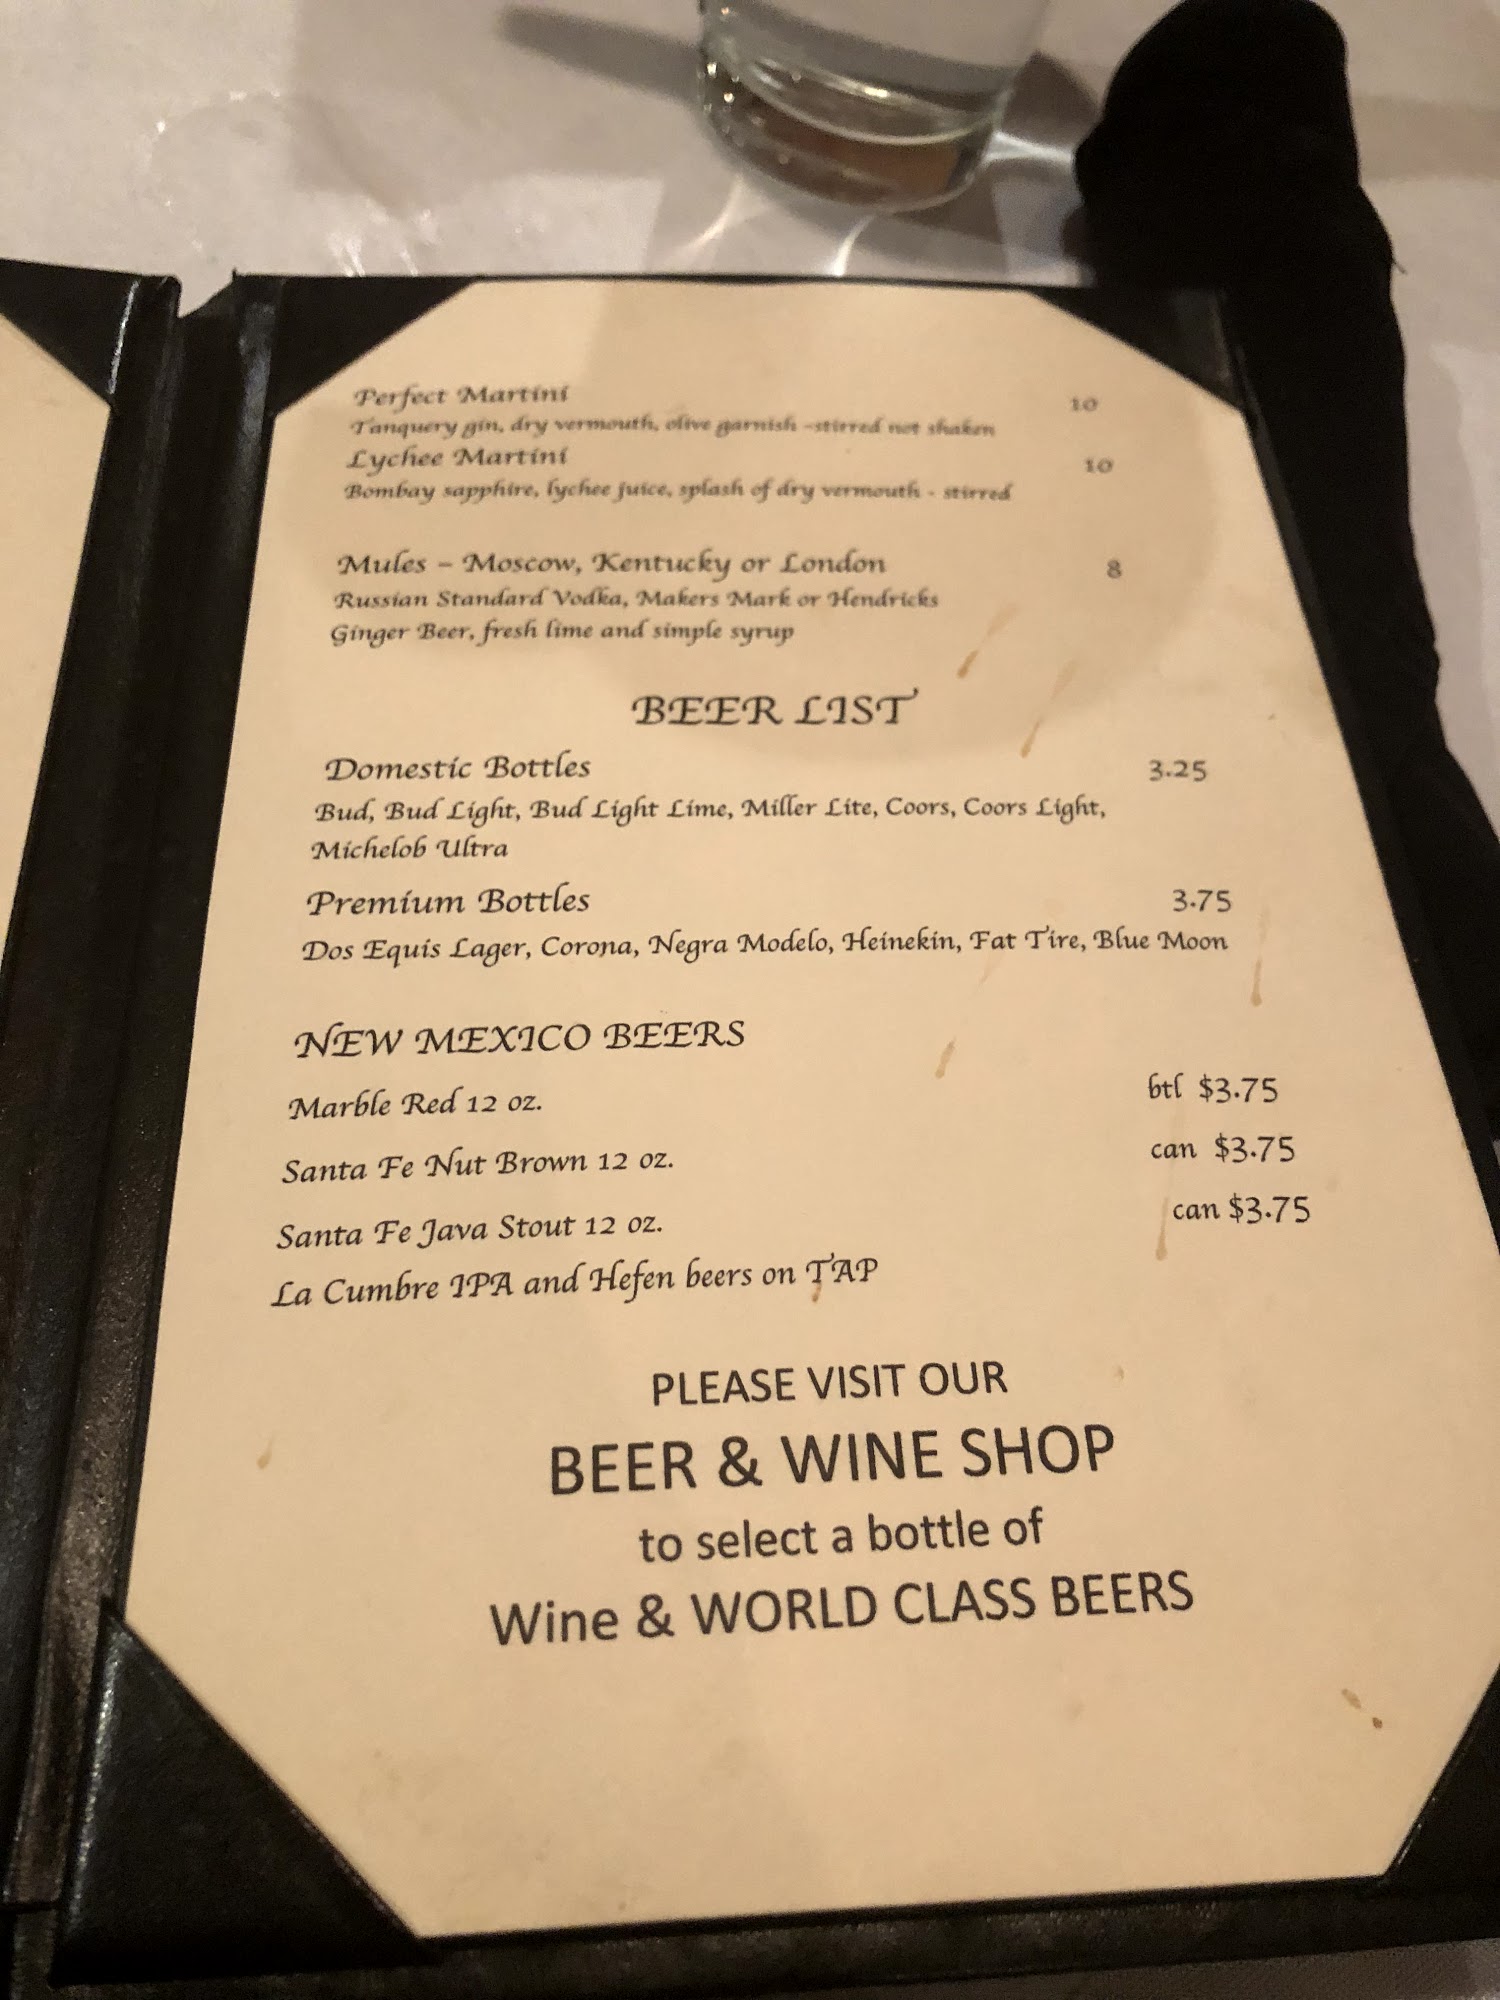 Perfect Martini 10
Tanquery gin, dry vermouth, olive garnish -stirred not shaken
Lychee Martini 10
Bombay sapphire, lychee juice, splash of dry vermouth - stirred
Mules – Moscow, Kentucky or London 8
Russian Standard Vodka, Makers Mark or Hendricks
Ginger Beer, fresh lime and simple syrup
BEER LIST
Domestic Bottles 3.25
Bud, Bud Light, Bud Light Lime, Miller Lite, Coors, Coors Light,
Michelob Ultra
Premium Bottles 3.75
Dos Equis Lager, Corona, Negra Modelo, Heinekin, Fat Tire, Blue Moon
NEW MEXICO BEERS
Marble Red 12 oz. btl $3.75
Santa Fe Nut Brown 12 oz. can $3.75
Santa Fe Java Stout 12 oz. can $3.75
La Cumbre IPA and Hefen beers on TAP
PLEASE VISIT OUR
BEER & WINE SHOP
to select a bottle of
Wine & WORLD CLASS BEERS